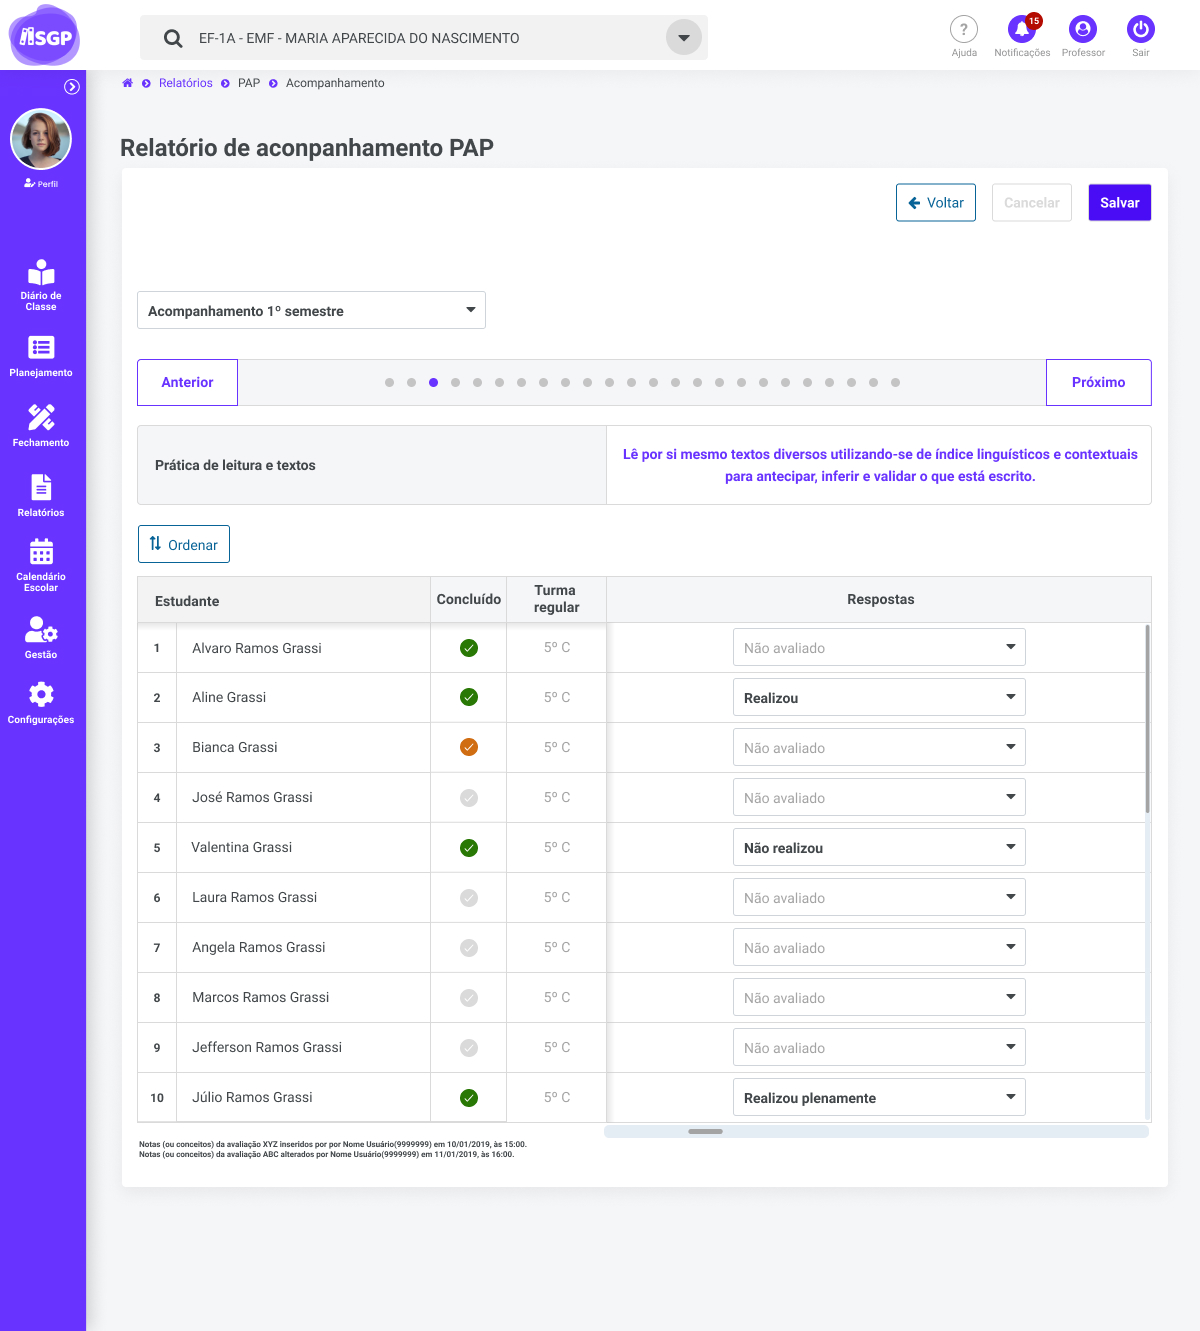 SGP
EF-1A - EMF - MARIA APARECIDA DO NASCIMENTO
?
Ajuda
15
Notificações
Professor
Sair
Relatórios
PAP
Acompanhamento
Perfil
Diário de
Classe
Planejamento
Fechamento
Relatórios
Calendário
Escolar
Gestão
Configurações
Relatório de aconpanhamento PAP
Voltar
Cancelar
Salvar
Acompanhamento 1º semestre
Anterior
Próximo
Prática de leitura e textos
Lê por si mesmo textos diversos utilizando-se de índice linguísticos e contextuais
para antecipar, inferir e validar o que está escrito.
Ordenar
Estudante Concluído Turma regular Respostas
1 Alvaro Ramos Grassi 5º C Não avaliado
2 Aline Grassi 5º C Realizou
3 Bianca Grassi 5º C Não avaliado
4 José Ramos Grassi 5º C Não avaliado
5 Valentina Grassi 5º C Não realizou
6 Laura Ramos Grassi 5º C Não avaliado
7 Angela Ramos Grassi 5º C Não avaliado
8 Marcos Ramos Grassi 5º C Não avaliado
9 Jefferson Ramos Grassi 5º C Não avaliado
10 Júlio Ramos Grassi 5º C Realizou plenamente
Notas (ou conceitos) da avaliação XYZ inseridos por por Nome Usuário(9999999) em 10/01/2019, às 15:00.
Notas (ou conceitos) da avaliação ABC alterados por Nome Usuário(9999999) em 11/01/2019, às 16:00.